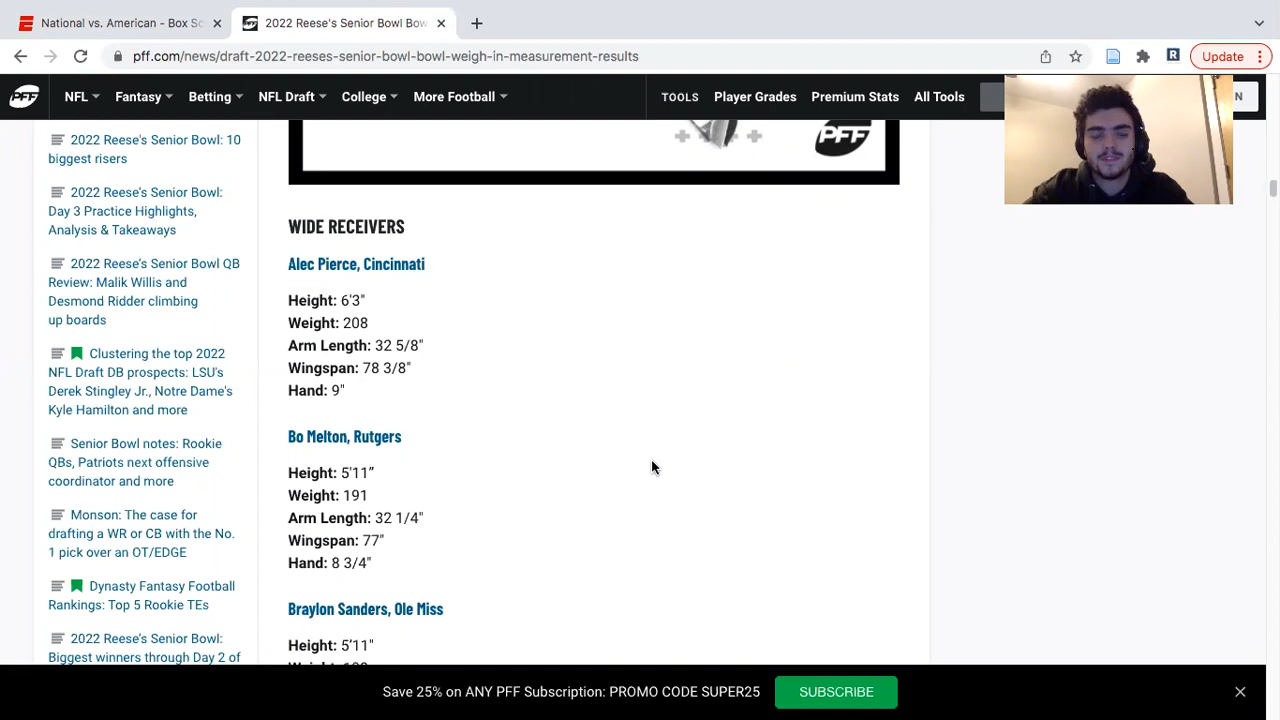 National vs. American - Box Sc
2022 Reese's Senior Bowl Bow
pff.com/news/draft-2022-reeses-senior-bowl-bowl-weigh-in-measurement-results
Update
PFF
NFL
Fantasy
Betting
NFL Draft
College
More Football
TOOLS
Player Grades
Premium Stats
All Tools
N
2022 Reese's Senior Bowl: 10
biggest risers
2022 Reese's Senior Bowl:
Day 3 Practice Highlights,
Analysis & Takeaways
2022 Reese's Senior Bowl QB
Review: Malik Willis and
Desmond Ridder climbing
up boards
Clustering the top 2022
NFL Draft DB prospects: LSU's
Derek Stingley Jr., Notre Dame's
Kyle Hamilton and more
Senior Bowl notes: Rookie
QBs, Patriots next offensive
coordinator and more
Monson: The case for
drafting a WR or CB with the No.
1 pick over an OT/EDGE
Dynasty Fantasy Football
Rankings: Top 5 Rookie TEs
2022 Reese's Senior Bowl:
Biggest winners through Day 2 of
PFF
WIDE RECEIVERS
Alec Pierce, Cincinnati
Height: 6'3"
Weight: 208
Arm Length: 32 5/8"
Wingspan: 78 3/8"
Hand: 9"
Bo Melton, Rutgers
Height: 5'11”
Weight: 191
Arm Length: 32 1/4"
Wingspan: 77"
Hand: 8 3/4"
Braylon Sanders, Ole Miss
Height: 5’11"
Save 25% on ANY PFF Subscription: PROMO CODE SUPER25
SUBSCRIBE